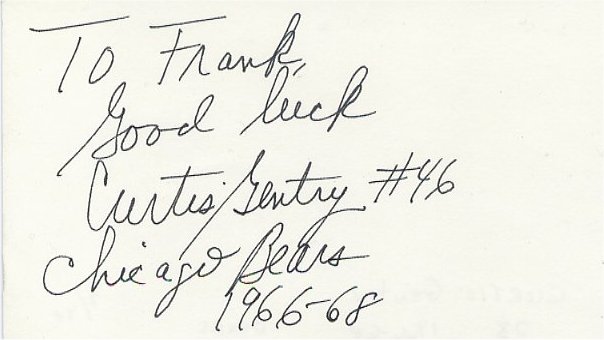 To Frank,
Good luck
Curtis Gentry #46
Chicago Bears
1966-68